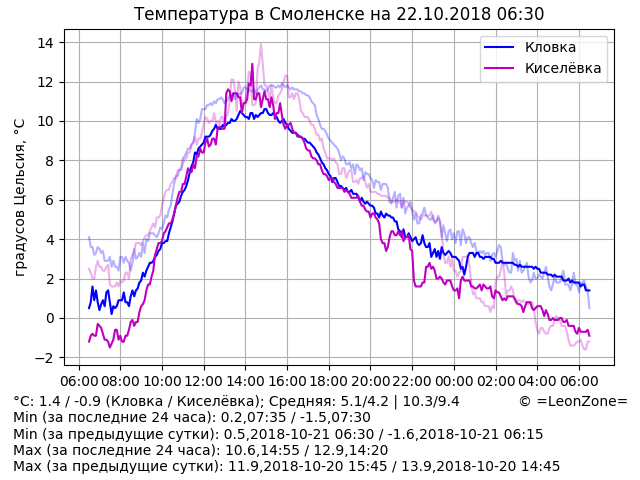 Температура в Смоленске на 22.10.2018 06:30
Кловка
Киселёвка
градусов Цельсия, °C
14
12
10
8
6
4
2
0
−2
06:00 08:00 10:00 12:00 14:00 16:00 18:00 20:00 22:00 00:00 02:00 04:00 06:00
°C: 1.4 / -0.9 (Кловка / Киселёвка); Средняя: 5.1/4.2 | 10.3/9.4 © =LeonZone=
Min (за последние 24 часа): 0.2,07:35 / -1.5,07:30
Min (за предыдущие сутки): 0.5,2018-10-21 06:30 / -1.6,2018-10-21 06:15
Max (за последние 24 часа): 10.6,14:55 / 12.9,14:20
Max (за предыдущие сутки): 11.9,2018-10-20 15:45 / 13.9,2018-10-20 14:45